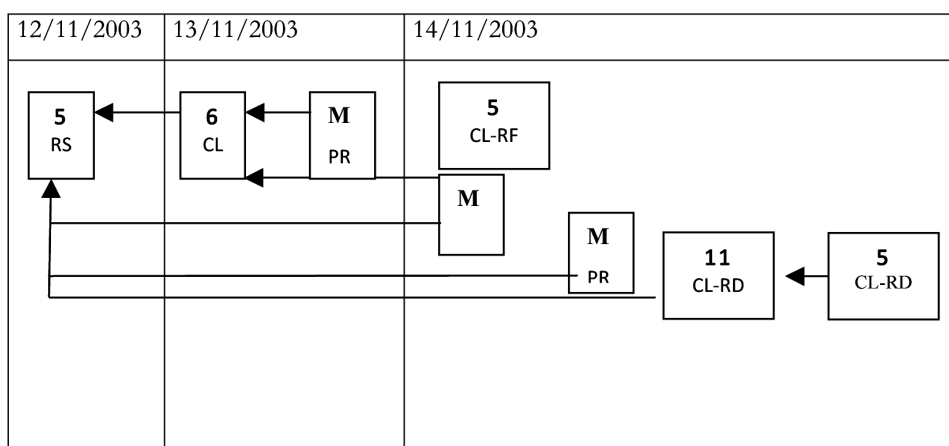 12/11/2003
13/11/2003
14/11/2003
5
RS
6
CL
M
PR
5
CL-RF
M
M
PR
11
CL-RD
5
CL-RD